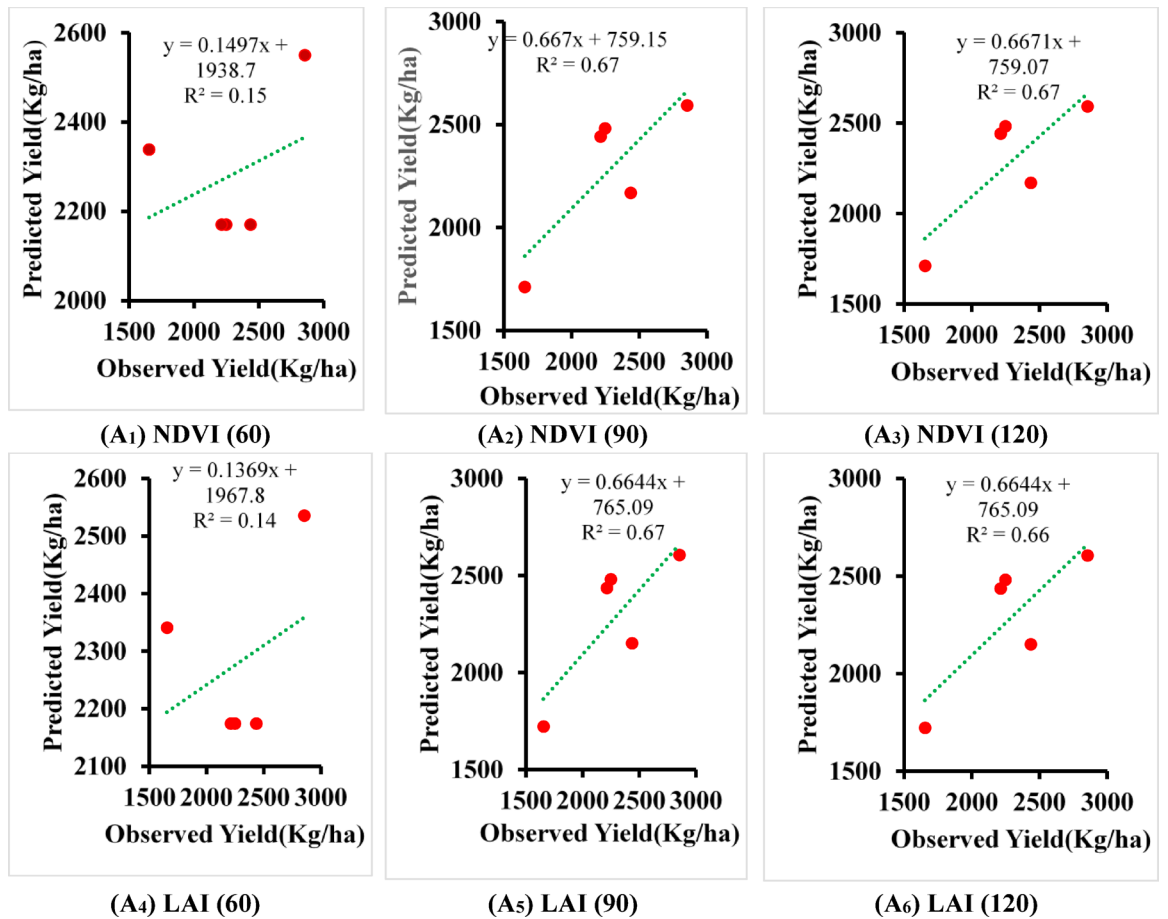 2600
2400
2200
2000
Predicted Yield(Kg/ha)
y = 0.1497x +
1938.7
R² = 0.15
1500 2000 2500 3000
Observed Yield(Kg/ha)
(A₁) NDVI (60)
3000
2500
2000
1500
Predicted Yield(Kg/ha)
y = 0.667x + 759.15
R² = 0.67
1500 2000 2500 3000
Observed Yield(Kg/ha)
(A₂) NDVI (90)
3000
2500
2000
1500
Predicted Yield(Kg/ha)
y = 0.6671x +
759.07
R² = 0.67
1500 2000 2500 3000
Observed Yield(Kg/ha)
(A₃) NDVI (120)
2600
2500
2400
2300
2200
2100
Predicted Yield(Kg/ha)
y = 0.1369x +
1967.8
R² = 0.14
1500 2000 2500 3000
Observed Yield(Kg/ha)
(A₄) LAI (60)
3000
2500
2000
1500
Predicted Yield(Kg/ha)
y = 0.6644x +
765.09
R² = 0.67
1500 2000 2500 3000
Observed Yield(Kg/ha)
(A₅) LAI (90)
3000
2500
2000
1500
Predicted Yield(Kg/ha)
y = 0.6644x +
765.09
R² = 0.66
1500 2000 2500 3000
Observed Yield(Kg/ha)
(A₆) LAI (120)